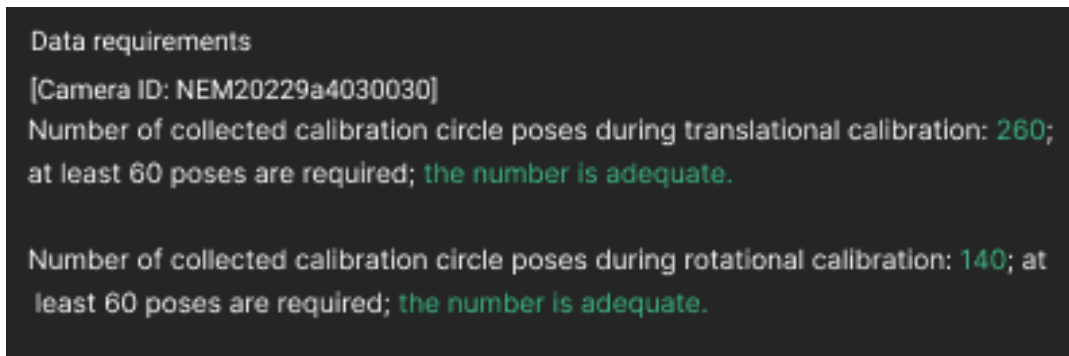 Data requirements
[Camera ID: NEM20229a4030030]
Number of collected calibration circle poses during translational calibration: 260;
at least 60 poses are required; the number is adequate.
Number of collected calibration circle poses during rotational calibration: 140; at
least 60 poses are required; the number is adequate.